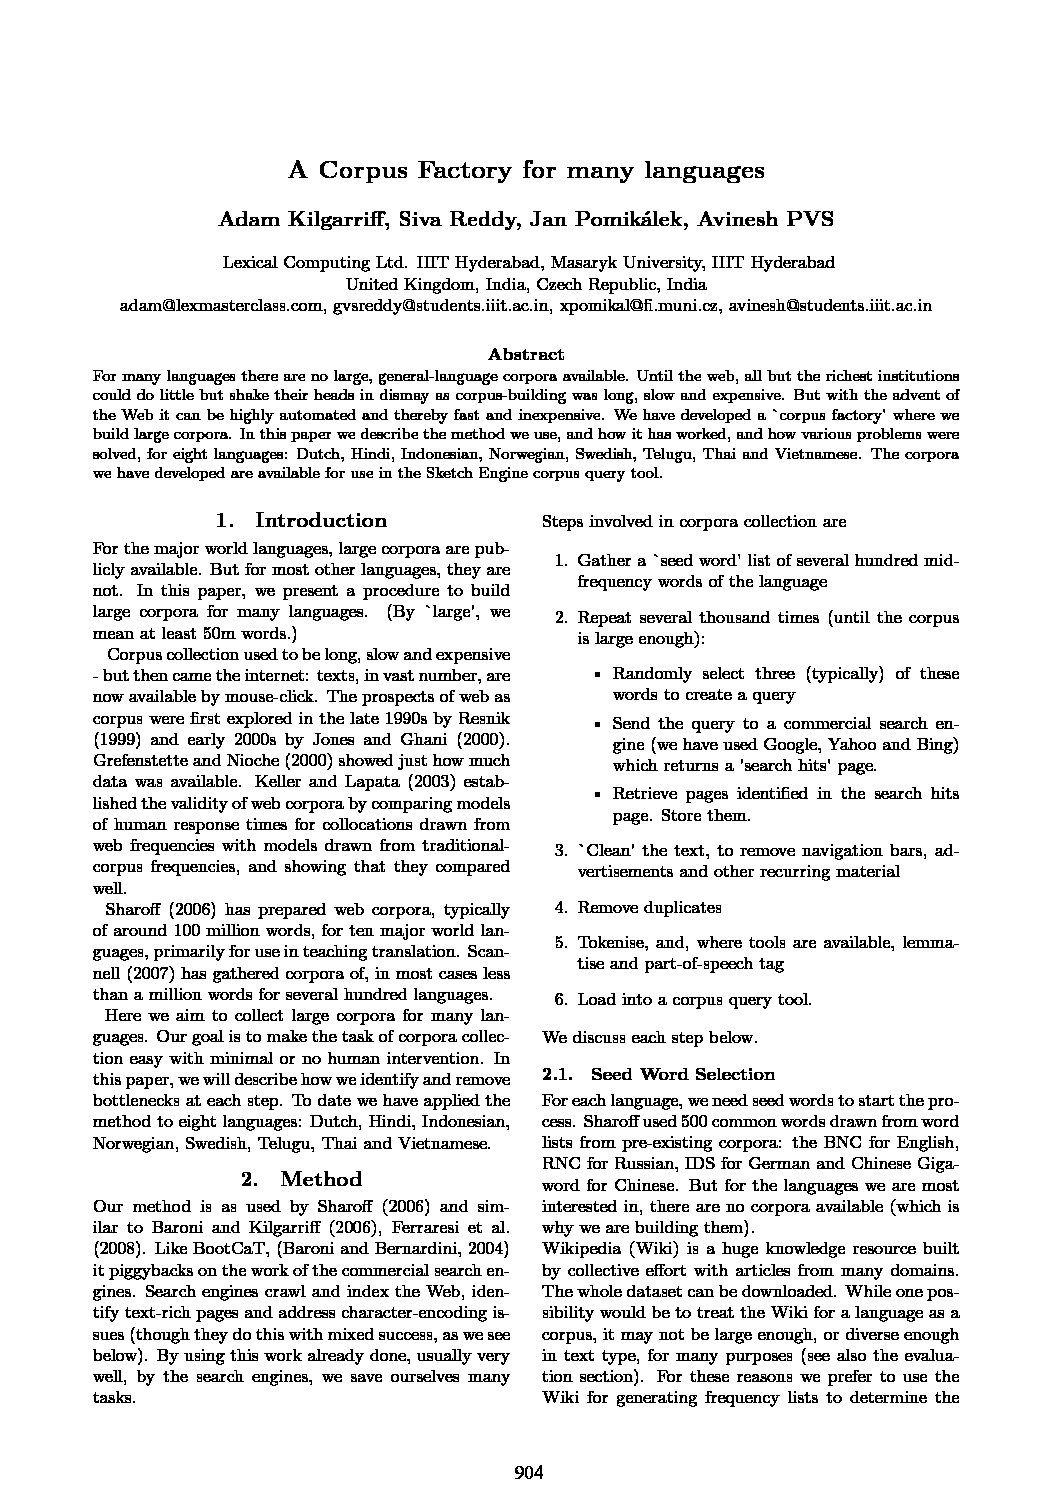 A Corpus Factory for many languages
Adam Kilgarriff, Siva Reddy, Jan Pomikálek, Avinesh PVS
Lexical Computing Ltd. IIIT Hyderabad, Masaryk University, IIIT Hyderabad
United Kingdom, India, Czech Republic, India
adam@lexmasterclass.com, gvsreddy@students.iiit.ac.in, xpomikal@fi.muni.cz, avinesh@students.iiit.ac.in
Abstract
For many languages there are no large, general-language corpora available. Until the web, all but the richest institutions
could do little but shake their heads in dismay as corpus-building was long, slow and expensive. But with the advent of
the Web it can be highly automated and thereby fast and inexpensive. We have developed a `corpus factory' where we
build large corpora. In this paper we describe the method we use, and how it has worked, and how various problems were
solved, for eight languages: Dutch, Hindi, Indonesian, Norwegian, Swedish, Telugu, Thai and Vietnamese. The corpora
we have developed are available for use in the Sketch Engine corpus query tool.
1. Introduction
For the major world languages, large corpora are pub-
licly available. But for most other languages, they are
not. In this paper, we present a procedure to build
large corpora for many languages. (By `large', we
mean at least 50m words.)
Corpus collection used to be long, slow and expensive
- but then came the internet: texts, in vast number, are
now available by mouse-click. The prospects of web as
corpus were first explored in the late 1990s by Resnik
(1999) and early 2000s by Jones and Ghani (2000).
Grefenstette and Nioche (2000) showed just how much
data was available. Keller and Lapata (2003) estab-
lished the validity of web corpora by comparing models
of human response times for collocations drawn from
web frequencies with models drawn from traditional-
corpus frequencies, and showing that they compared
well.
Sharoff (2006) has prepared web corpora, typically
of around 100 million words, for ten major world lan-
guages, primarily for use in teaching translation. Scan-
nell (2007) has gathered corpora of, in most cases less
than a million words for several hundred languages.
Here we aim to collect large corpora for many lan-
guages. Our goal is to make the task of corpora collec-
tion easy with minimal or no human intervention. In
this paper, we will describe how we identify and remove
bottlenecks at each step. To date we have applied the
method to eight languages: Dutch, Hindi, Indonesian,
Norwegian, Swedish, Telugu, Thai and Vietnamese.
2. Method
Our method is as used by Sharoff (2006) and sim-
ilar to Baroni and Kilgarriff (2006), Ferraresi et al.
(2008). Like BootCaT, (Baroni and Bernardini, 2004)
it piggybacks on the work of the commercial search en-
gines. Search engines crawl and index the Web, iden-
tify text-rich pages and address character-encoding is-
sues (though they do this with mixed success, as we see
below). By using this work already done, usually very
well, by the search engines, we save ourselves many
tasks.
Steps involved in corpora collection are
1. Gather a `seed word' list of several hundred mid-
frequency words of the language
2. Repeat several thousand times (until the corpus
is large enough):
▪ Randomly select three (typically) of these
words to create a query
▪ Send the query to a commercial search en-
gine (we have used Google, Yahoo and Bing)
which returns a 'search hits' page.
▪ Retrieve pages identified in the search hits
page. Store them.
3. `Clean' the text, to remove navigation bars, ad-
vertisements and other recurring material
4. Remove duplicates
5. Tokenise, and, where tools are available, lemma-
tise and part-of-speech tag
6. Load into a corpus query tool.
We discuss each step below.
2.1. Seed Word Selection
For each language, we need seed words to start the pro-
cess. Sharoff used 500 common words drawn from word
lists from pre-existing corpora: the BNC for English,
RNC for Russian, IDS for German and Chinese Giga-
word for Chinese. But for the languages we are most
interested in, there are no corpora available (which is
why we are building them).
Wikipedia (Wiki) is a huge knowledge resource built
by collective effort with articles from many domains.
The whole dataset can be downloaded. While one pos-
sibility would be to treat the Wiki for a language as a
corpus, it may not be large enough, or diverse enough
in text type, for many purposes (see also the evalua-
tion section). For these reasons we prefer to use the
Wiki for generating frequency lists to determine the
904